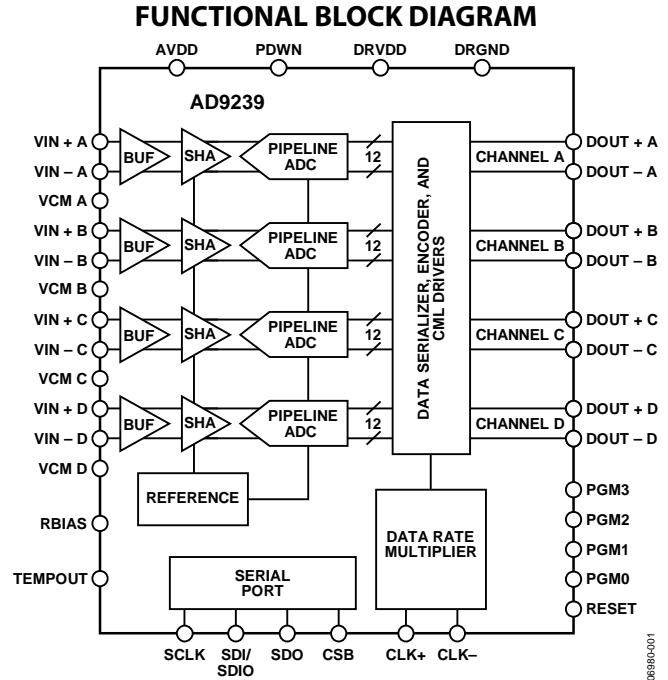 FUNCTIONAL BLOCK DIAGRAM
AVDD PDWN DRVDD DRGND
AD9239
VIN + A
BUF
SHA
PIPELINE
ADC
12
CHANNEL A
DOUT + A
VIN – A
DOUT – A
VCM A
VIN + B
BUF
SHA
PIPELINE
ADC
12
CHANNEL B
DOUT + B
VIN – B
DOUT – B
VCM B
VIN + C
BUF
SHA
PIPELINE
ADC
12
CHANNEL C
DOUT + C
VIN – C
DOUT – C
VCM C
VIN + D
BUF
SHA
PIPELINE
ADC
12
CHANNEL D
DOUT + D
VIN – D
DOUT – D
VCM D
DATA SERIALIZER, ENCODER, AND
CML DRIVERS
REFERENCE
RBIAS
TEMPOUT
SERIAL
PORT
DATA RATE
MULTIPLIER
PGM3
PGM2
PGM1
PGM0
RESET
SCLK
SDI/
SDIO
SDO
CSB
CLK+
CLK–
06980-001